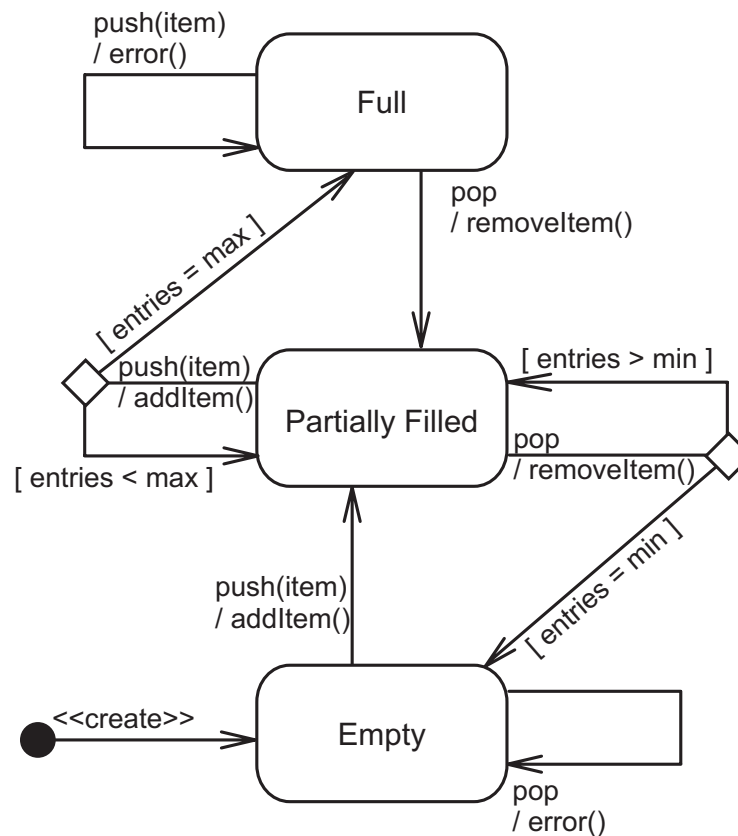 push(item)
/ error()
Full
pop
/ removeItem()
[ entries = max ]
push(item)
/ addItem()
[ entries < max ]
Partially Filled
[ entries > min ]
pop
/ removeItem()
[ entries = min ]
push(item)
/ addItem()
<<create>>
Empty
pop
/ error()